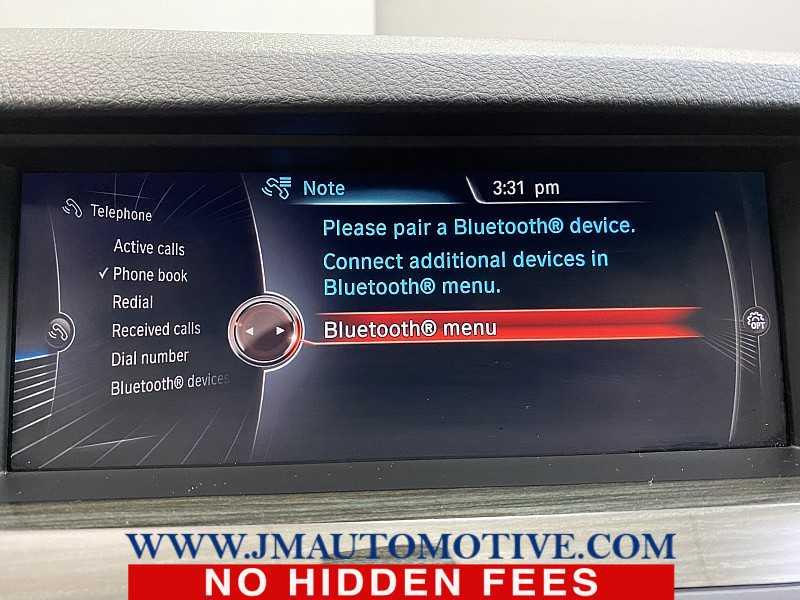 Telephone
Active calls
✓ Phone book
Redial
Received calls
Dial number
Bluetooth® devices
Note
3:31 pm
Please pair a Bluetooth® device.
Connect additional devices in
Bluetooth® menu.
Bluetooth® menu
OPT
WWW.JMAUTOMOTIVE.COM
NO HIDDEN FEES